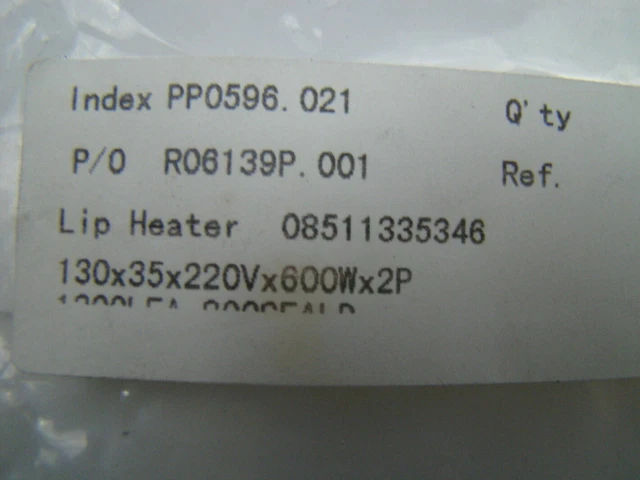 Index PP0596.021 Q'ty
P/O R06139P.001 Ref.
Lip Heater 08511335346
130x35x220Vx600Wx2P